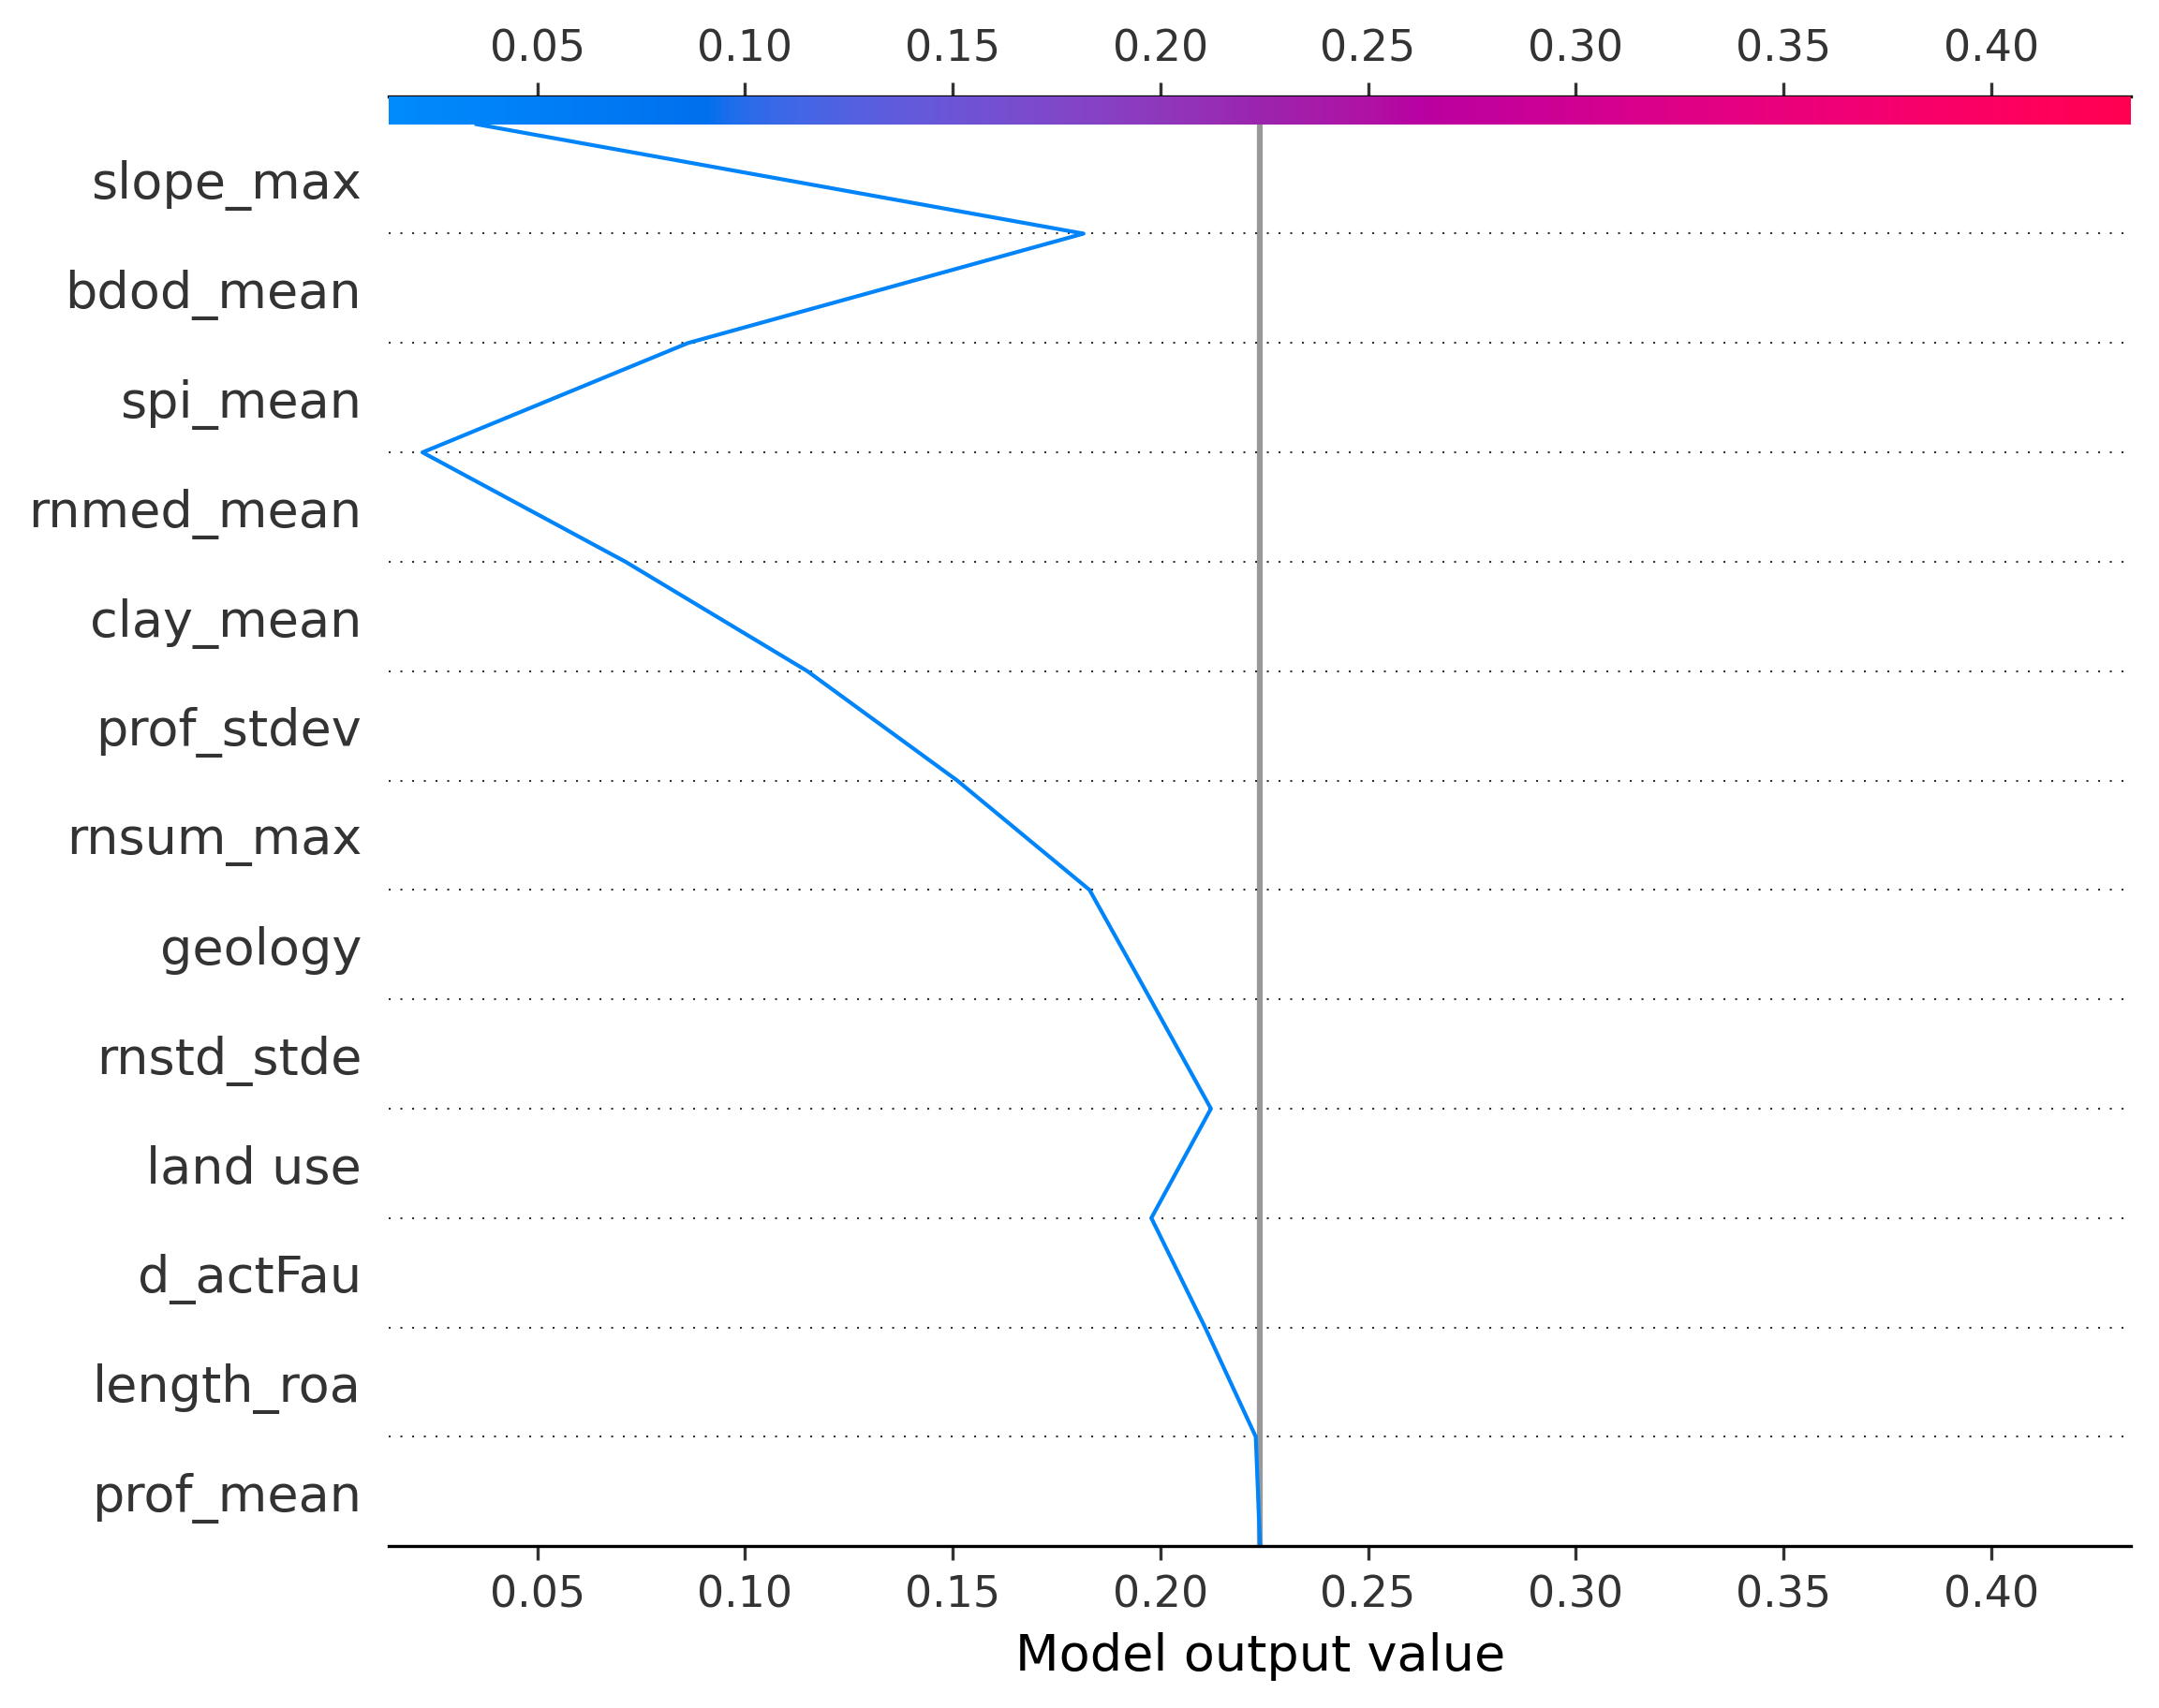 0.05 0.10 0.15 0.20 0.25 0.30 0.35 0.40
slope_max
bdod_mean
spi_mean
rnmed_mean
clay_mean
prof_stdev
rnsum_max
geology
rnstd_stde
land use
d_actFau
length_roa
prof_mean
0.05 0.10 0.15 0.20 0.25 0.30 0.35 0.40
Model output value